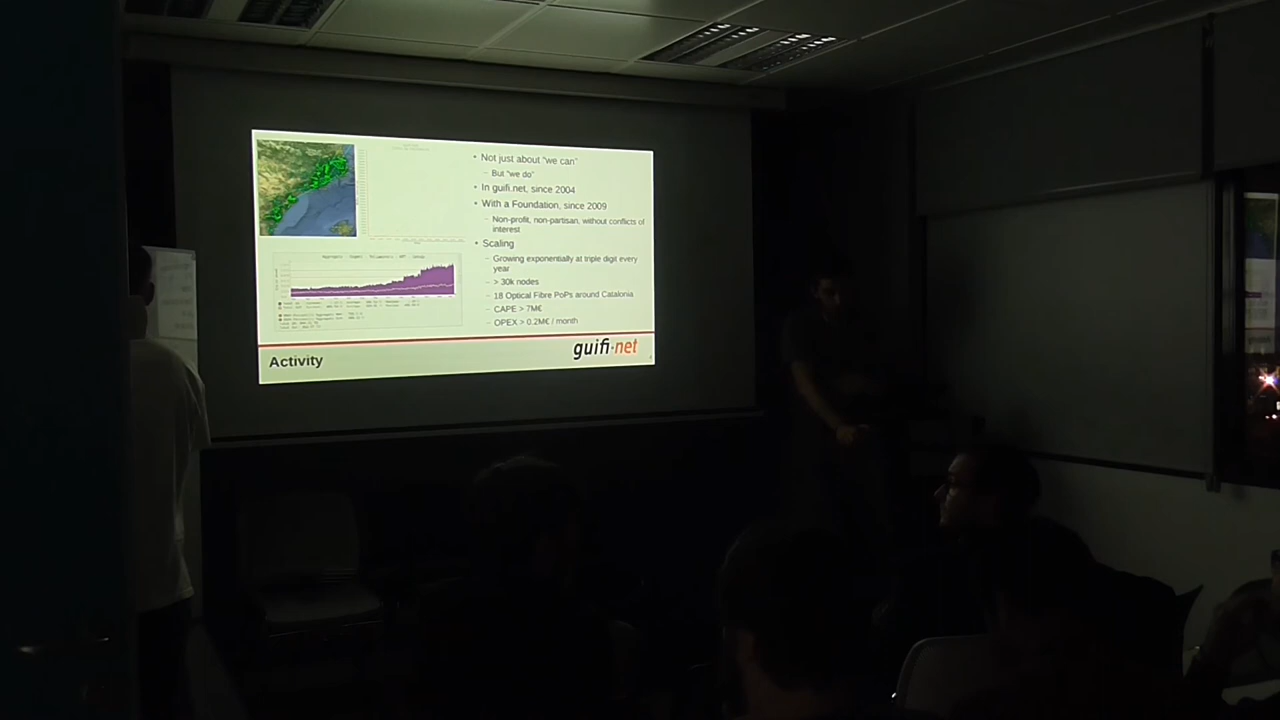 Not just about "we can"
But "we do"
In guifi.net, since 2004
With a Foundation, since 2009
Non-profit, non-partisan, without conflicts of
interest
Scaling
Growing exponentially at triple digit every
year
> 30k nodes
18 Optical Fibre PoPs around Catalonia
CAPE > 7M€
OPEX > 0.2M€ / month
Activity
guifi·net